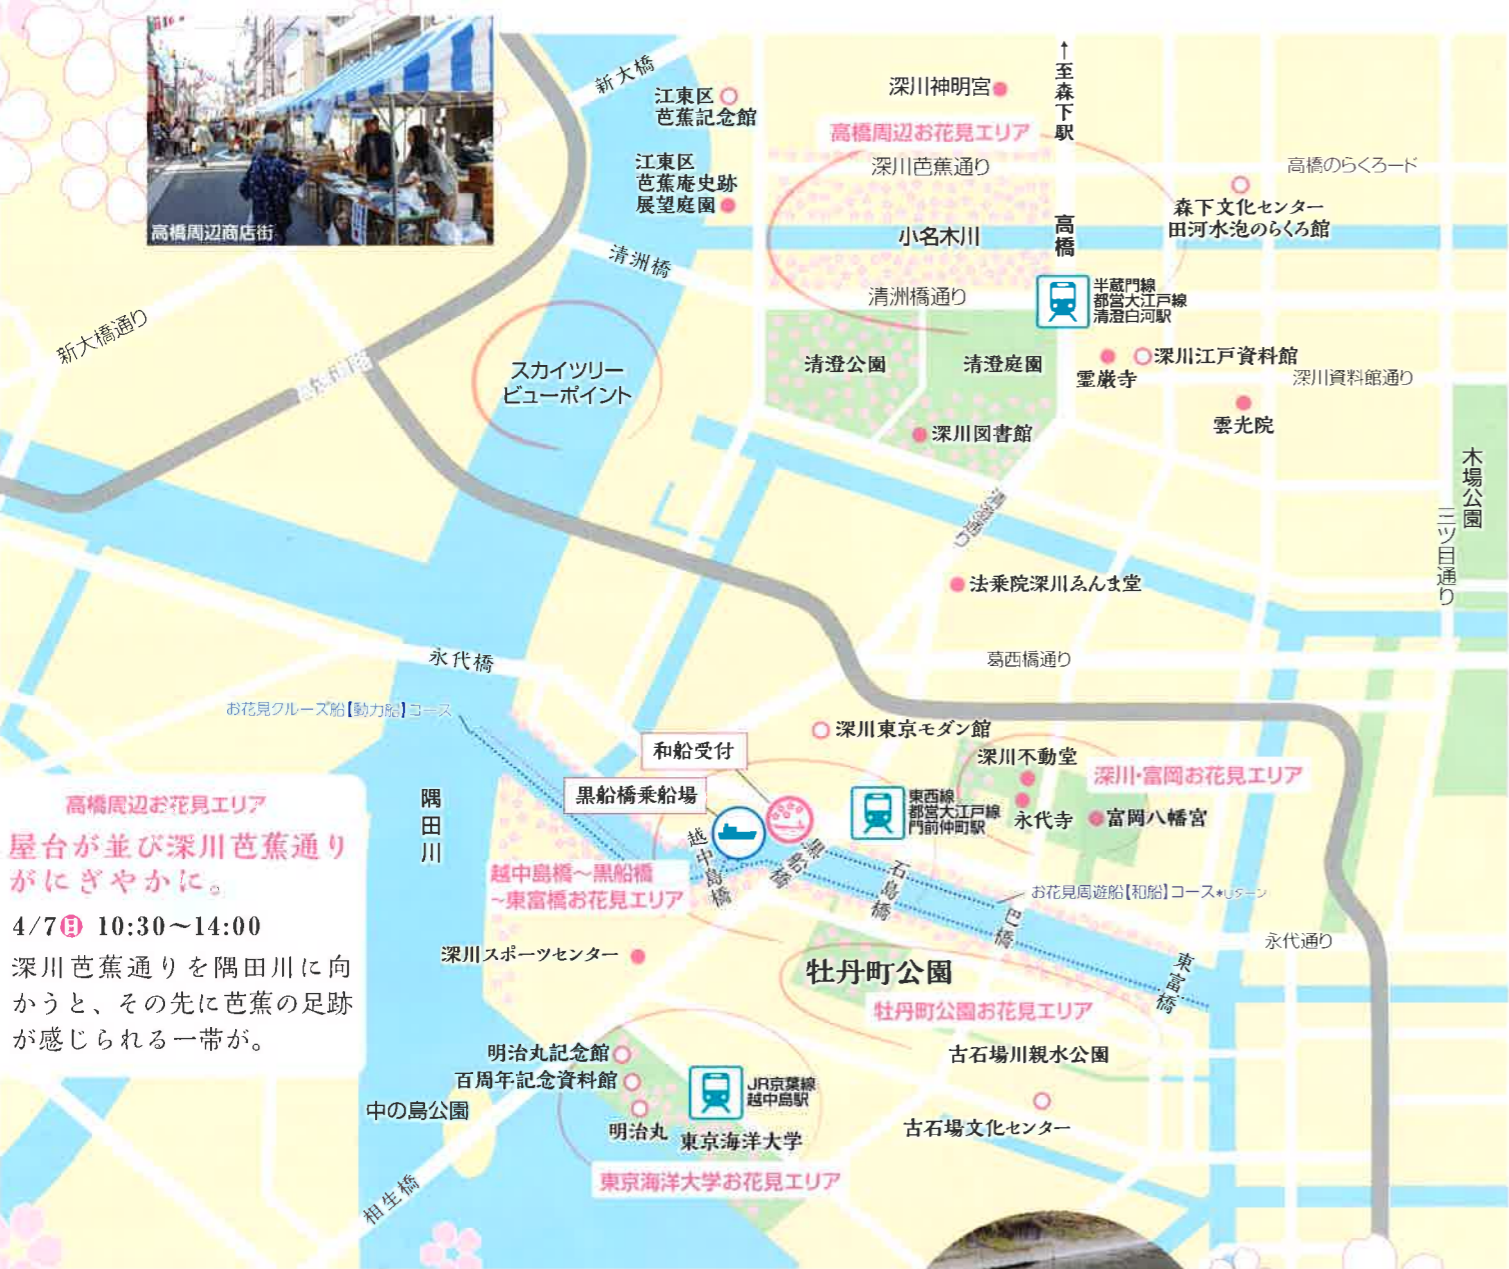 高橋周辺商店街
新大橋
江東区
芭蕉記念館
江東区
芭蕉庵史跡
展望庭園
深川神明宮
↑至森下駅
高橋周辺お花見エリア
深川芭蕉通り
高橋のらくろード
森下文化センター
田河水泡のらくろ館
小名木川
高橋
清洲橋
清洲橋通り
半蔵門線
都営大江戸線
清澄白河駅
新大橋通り
スカイツリー
ビューポイント
清澄公園
清澄庭園
深川江戸資料館
霊巌寺
深川資料館通り
雲光院
深川図書館
木場公園
三ツ目通り
清澄通り
法乗院深川ゑんま堂
永代橋
葛西橋通り
お花見クルーズ船【動力船】コース
深川東京モダン館
和船受付
深川不動堂
深川・富岡お花見エリア
黒船橋乗船場
東西線
都営大江戸線
門前仲町駅
永代寺
富岡八幡宮
隅田川
越中島橋
黒船橋
石島橋
お花見周遊船【和船】コース*Uターン
越中島橋〜黒船橋
〜東富橋お花見エリア
巴橋
永代通り
東富橋
深川スポーツセンター
牡丹町公園
牡丹町公園お花見エリア
古石場川親水公園
明治丸記念館
百周年記念資料館
明治丸
JR京葉線
越中島駅
東京海洋大学
古石場文化センター
中の島公園
東京海洋大学お花見エリア
相生橋
高橋周辺お花見エリア
屋台が並び深川芭蕉通り
がにぎやかに。
4/7日 10:30〜14:00
深川芭蕉通りを隅田川に向
かうと、その先に芭蕉の足跡
が感じられる一帯が。